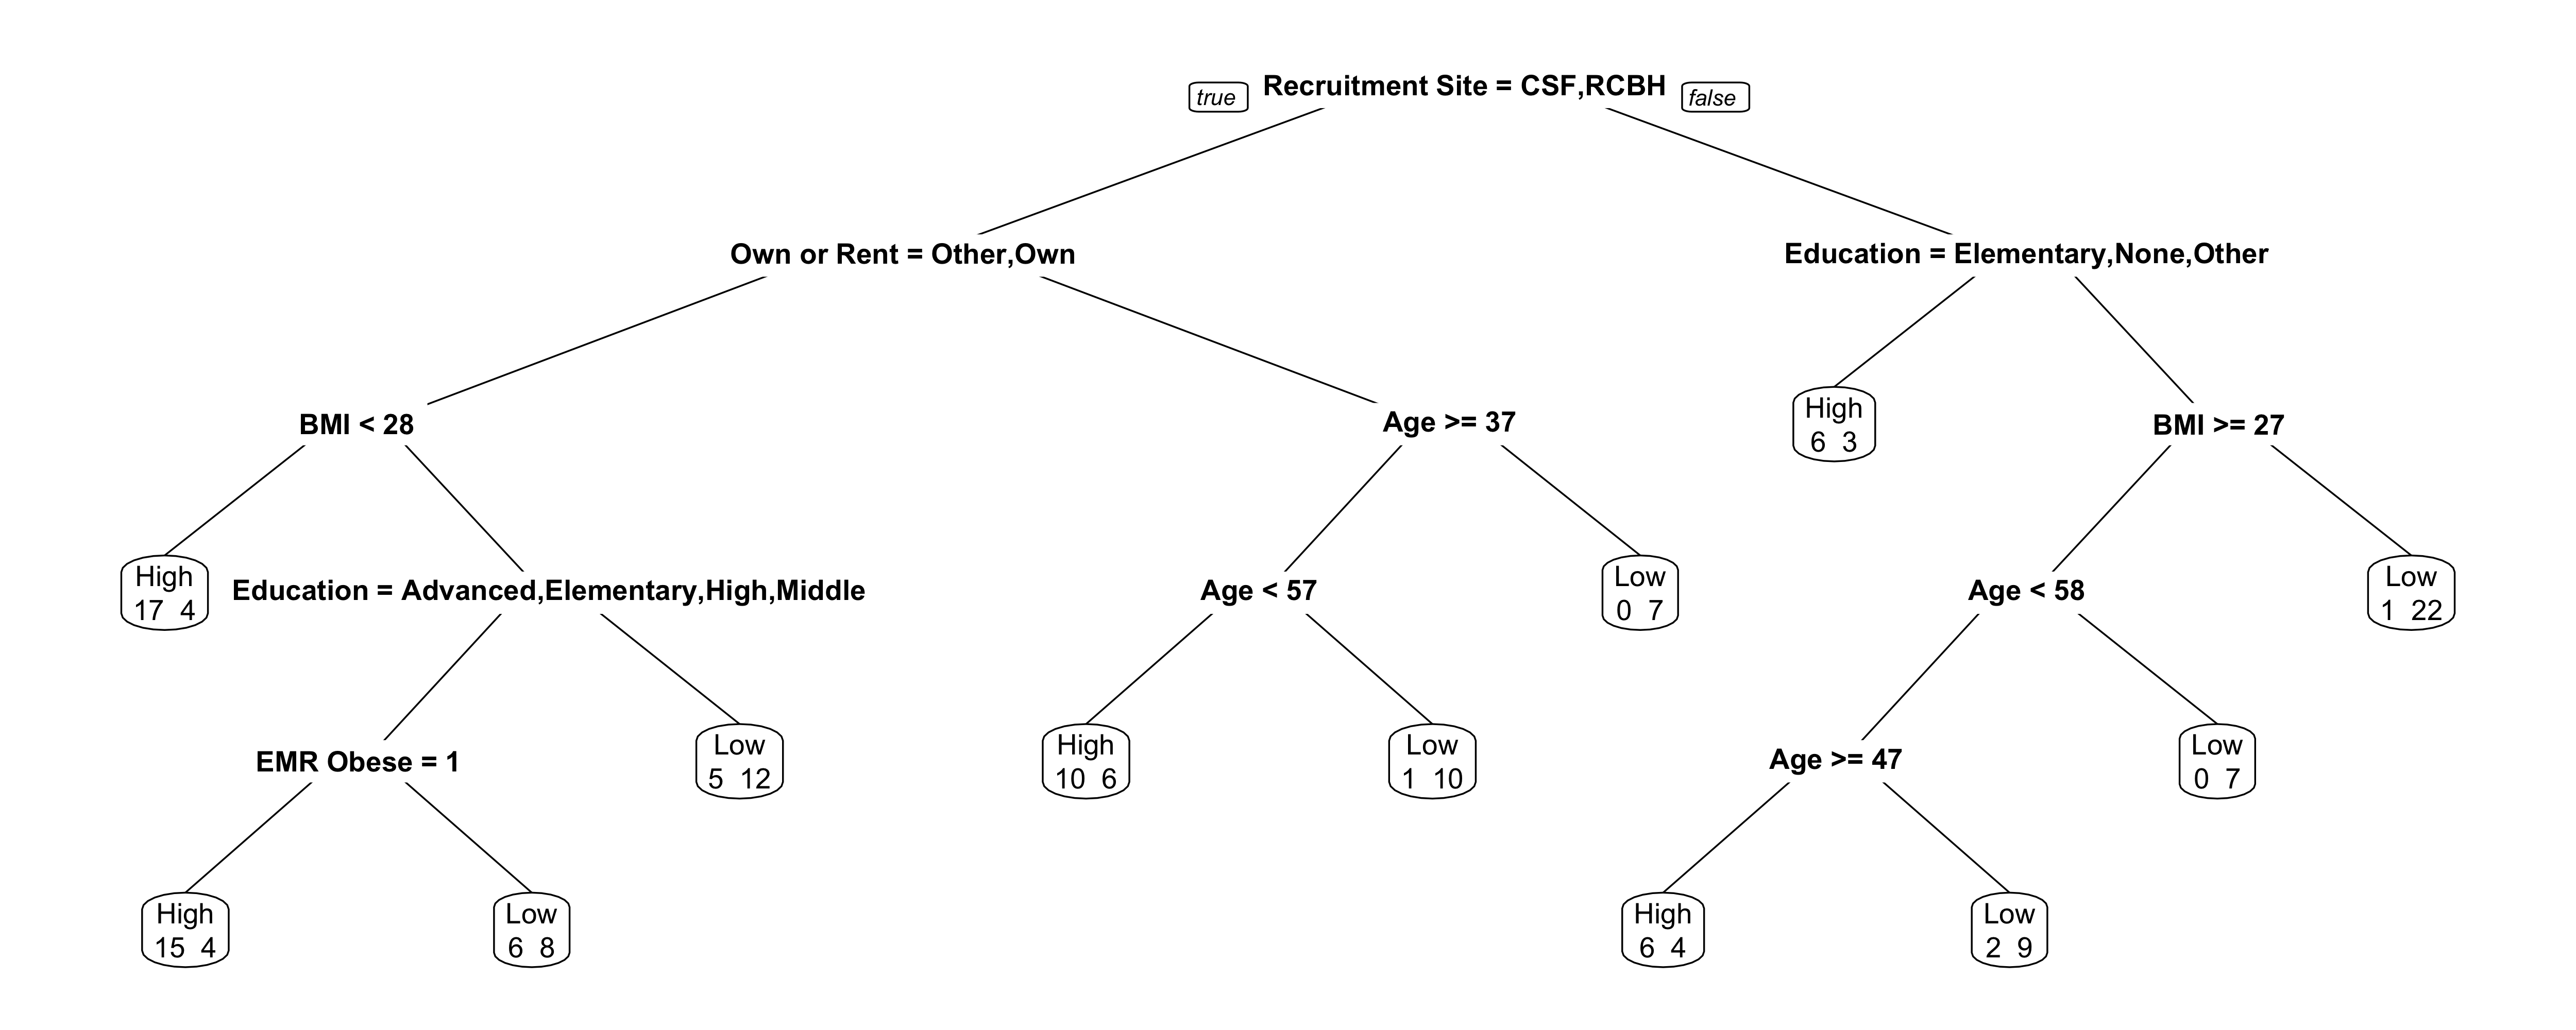 true
Recruitment Site = CSF,RCBH
false
Own or Rent = Other,Own
Education = Elementary,None,Other
BMI < 28
Age >= 37
High
6 3
BMI >= 27
High
17 4
Education = Advanced,Elementary,High,Middle
Age < 57
Low
0 7
Age < 58
Low
1 22
EMR Obese = 1
Low
5 12
High
10 6
Low
1 10
Age >= 47
Low
0 7
High
15 4
Low
6 8
High
6 4
Low
2 9